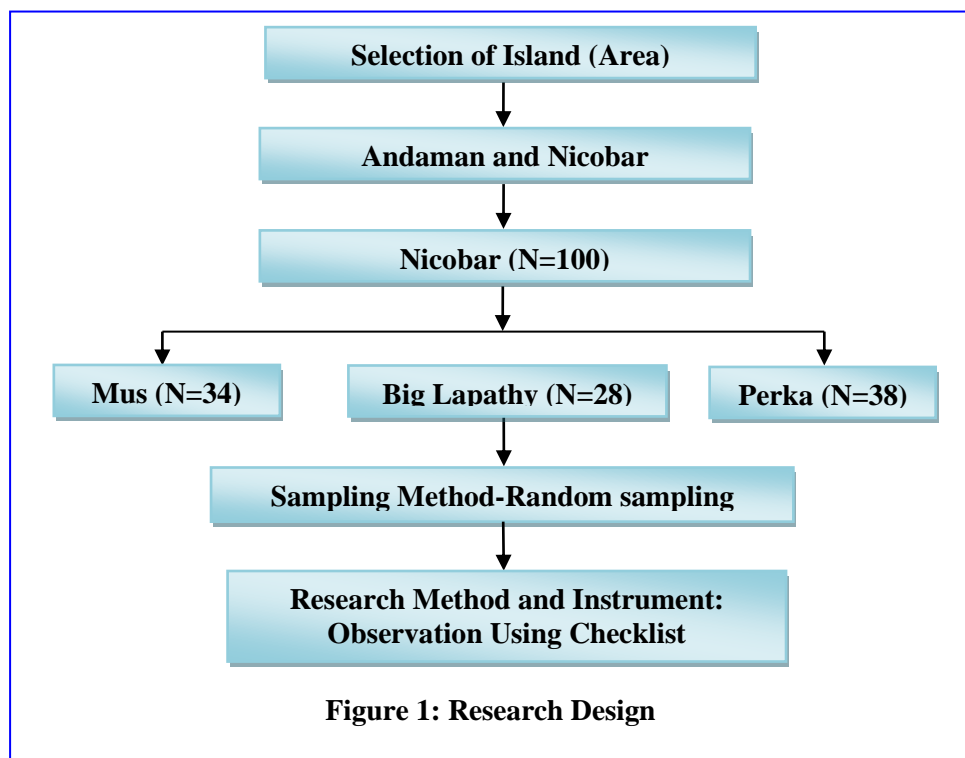 Selection of Island (Area)
Andaman and Nicobar
Nicobar (N=100)
Mus (N=34)
Big Lapathy (N=28)
Perka (N=38)
Sampling Method-Random sampling
Research Method and Instrument:
Observation Using Checklist
Figure 1: Research Design